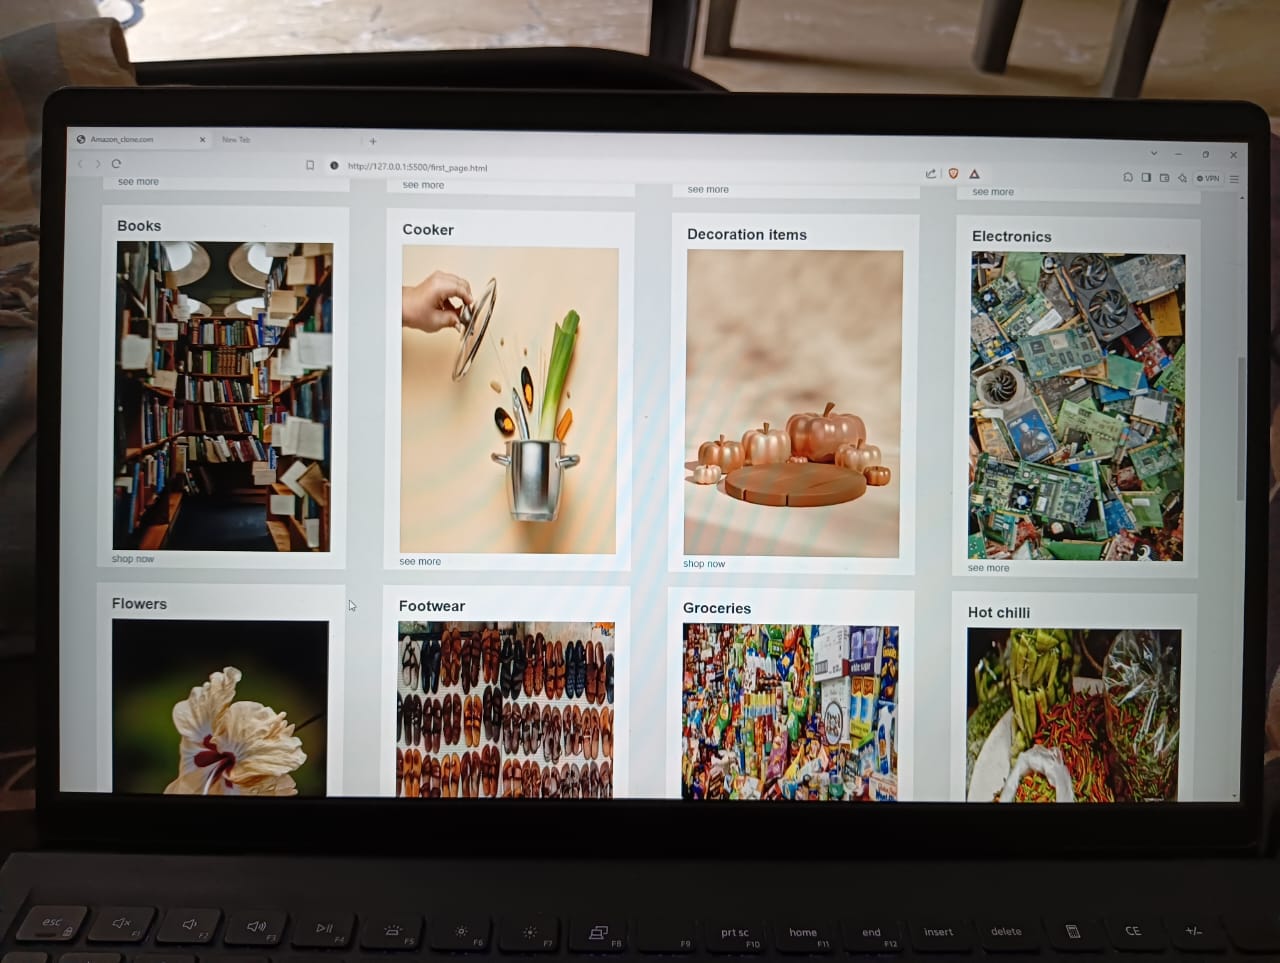 Amazon_clone.com
New Tab
http://127.0.0.1:5500/first_page.html
VPN
see more
see more
see more
see more
Books
Cooker
Decoration items
Electronics
shop now
see more
shop now
see more
Flowers
Footwear
Groceries
Hot chilli
esc
F1
F2
F3
F4
F5
F6
F7
F8
F9
prt sc
F10
home
F11
end
F12
insert
delete
CE
+/-